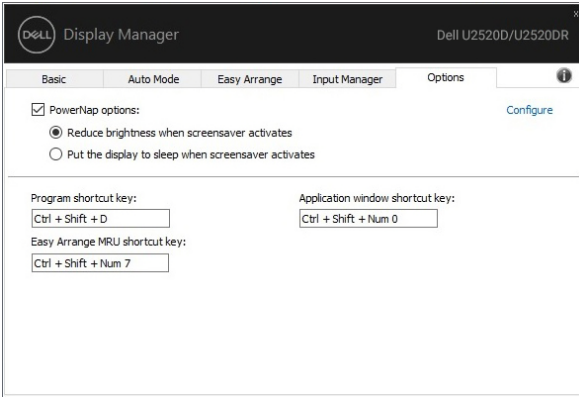 DELL Display Manager
Dell U2520D/U2520DR
x
Basic Auto Mode Easy Arrange Input Manager Options i
PowerNap options: Configure
Reduce brightness when screensaver activates
Put the display to sleep when screensaver activates
Program shortcut key: Application window shortcut key:
Ctrl + Shift + D Ctrl + Shift + Num 0
Easy Arrange MRU shortcut key:
Ctrl + Shift + Num 7